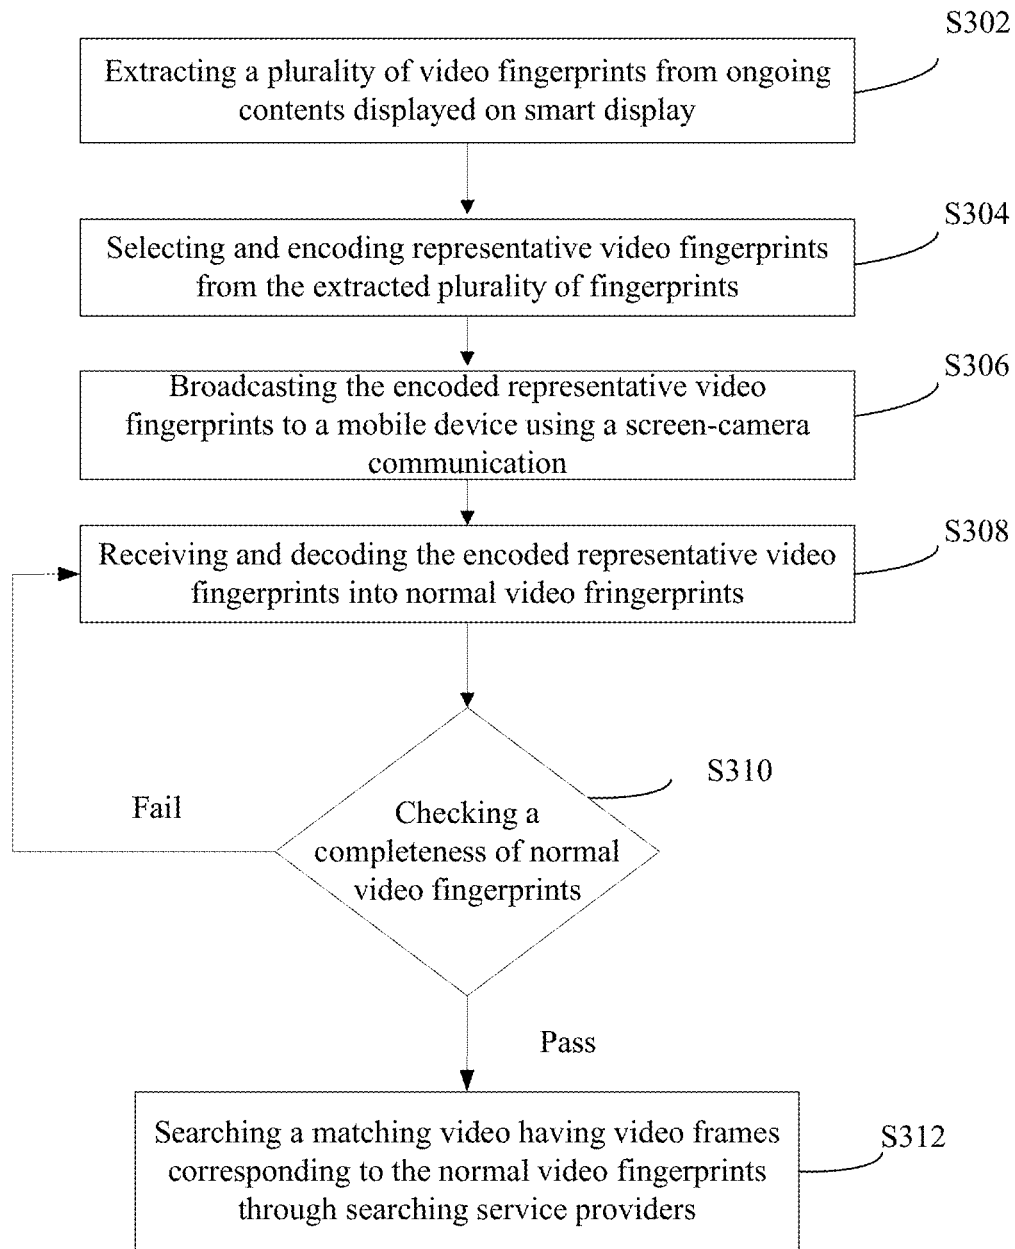 S302
Extracting a plurality of video fingerprints from ongoing
contents displayed on smart display
S304
Selecting and encoding representative video fingerprints
from the extracted plurality of fingerprints
S306
Broadcasting the encoded representative video
fingerprints to a mobile device using a screen-camera
communication
S308
Receiving and decoding the encoded representative video
fingerprints into normal video fringerprints
S310
Fail
Checking a
completeness of normal
video fingerprints
Pass
S312
Searching a matching video having video frames
corresponding to the normal video fingerprints
through searching service providers